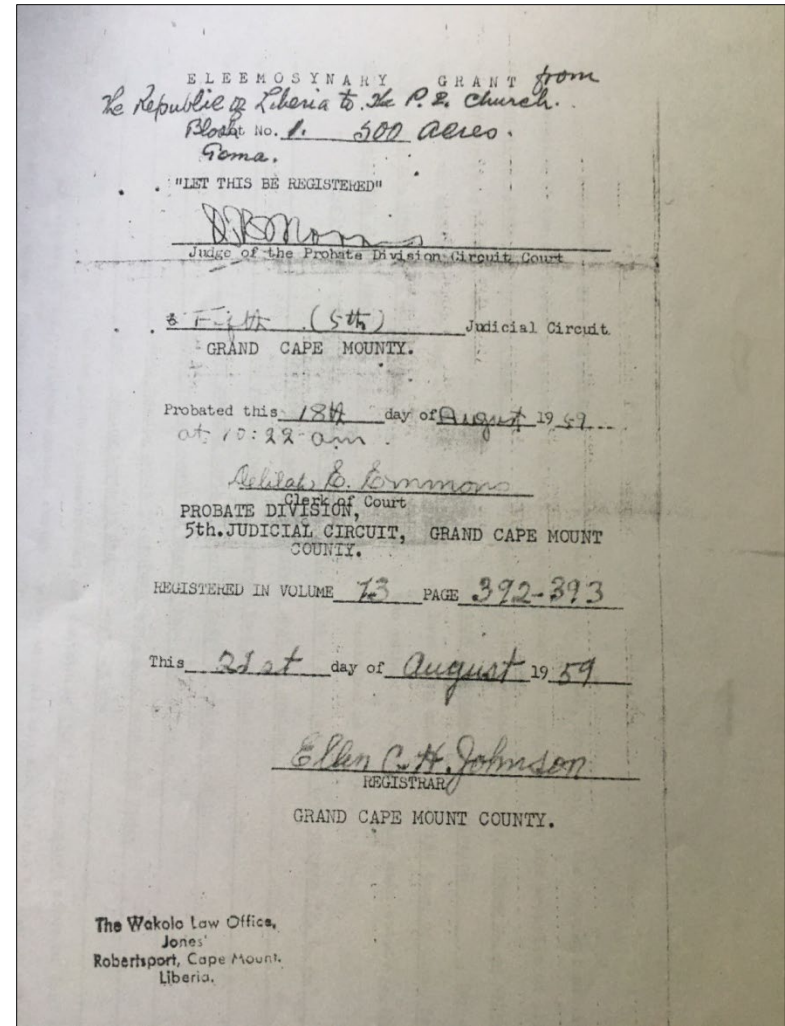 ELEEMOSYNARY GRANT from
The Republic of Liberia to The P. E. Church.
No. 1. 500 Acres.
Goma.
"LET THIS BE REGISTERED"
Judge of the Probate Division Circuit Court
Fifth (5th) Judicial Circuit.
GRAND CAPE MOUNTY.
Probated this 18th day of August 1959
at 10:22 am.
Delilah E. Emmons
Clerk of Court
PROBATE DIVISION,
5th.JUDICIAL CIRCUIT, GRAND CAPE MOUNT
COUNTY.
REGISTERED IN VOLUME 73 PAGE 392-393
This 21st day of August 1959
Ellen C. H. Johnson
REGISTRAR
GRAND CAPE MOUNT COUNTY.
The Wakolo Law Office,
Jones'
Robertsport, Cape Mount.
Liberia.